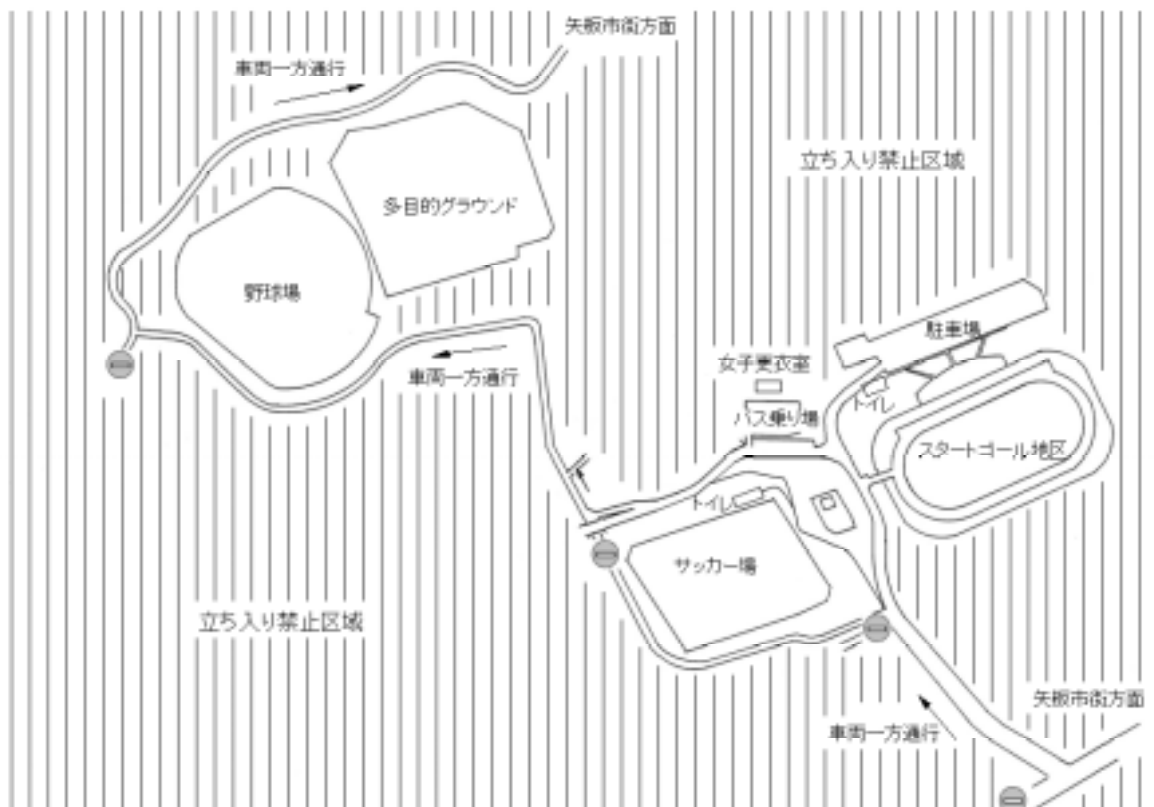 矢板市街方面
車両一方通行
立ち入り禁止区域
多目的グラウンド
野球場
駐車場
女子更衣室
車両一方通行
トイレ
バス乗り場
スタートゴール地区
トイレ
サッカー場
立ち入り禁止区域
矢板市街方面
車両一方通行